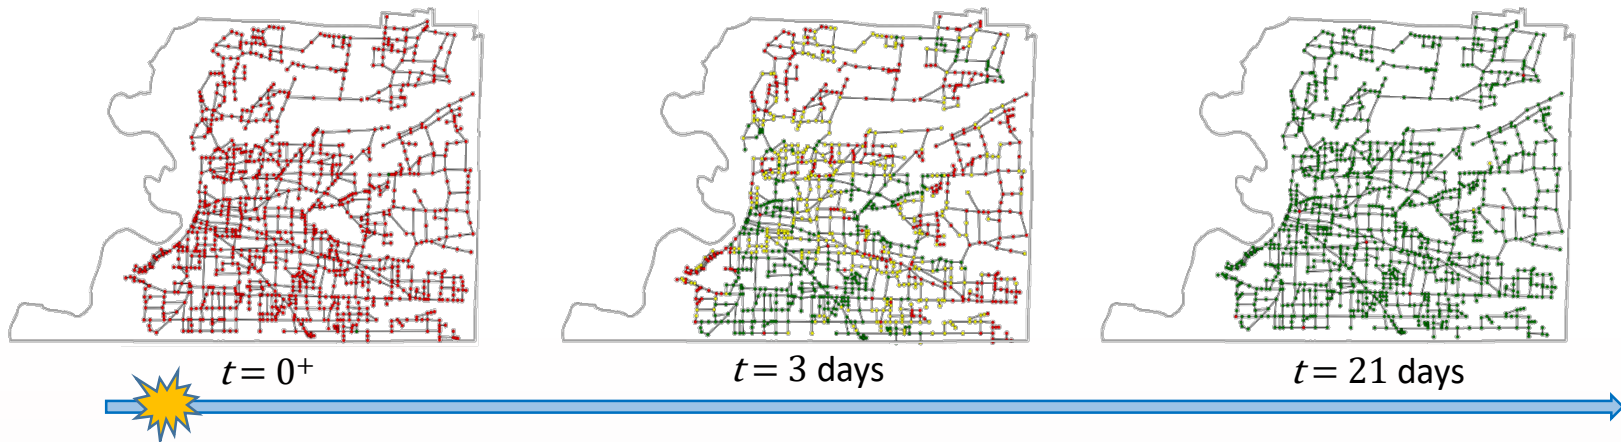 t = 0⁺
t = 3 days
t = 21 days